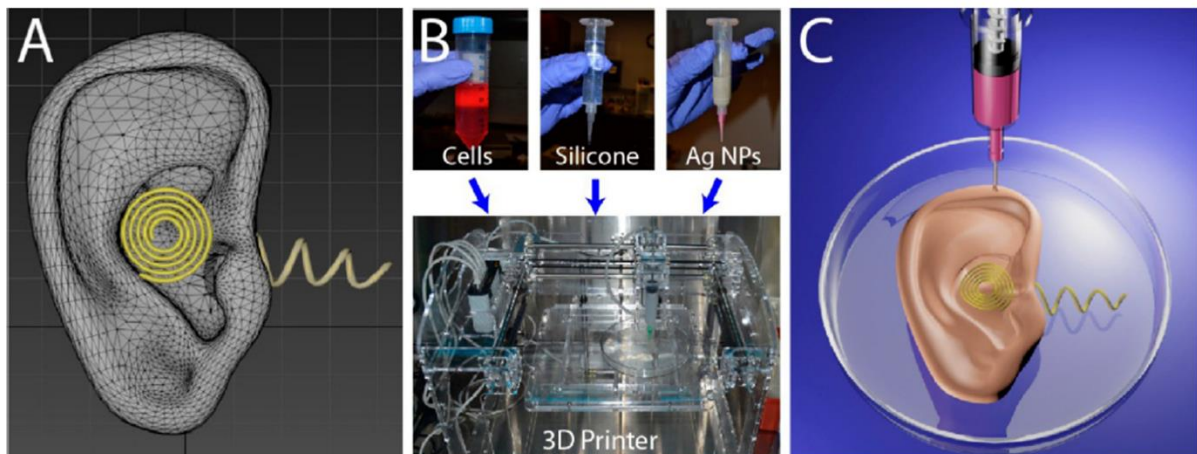 A
B
C
Cells
Silicone
Ag NPs
3D Printer